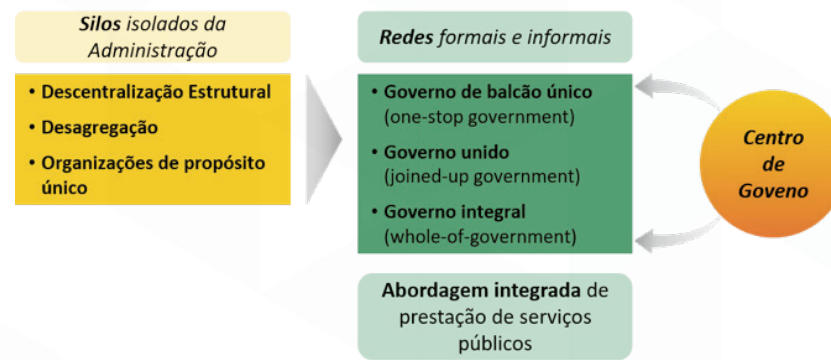 Silos isolados da
Administração
• Descentralização Estrutural
• Desagregação
• Organizações de propósito
único
Redes formais e informais
• Governo de balcão único
(one-stop government)
• Governo unido
(joined-up government)
• Governo integral
(whole-of-government)
Abordagem integrada de
prestação de serviços
públicos
Centro
de
Goveno